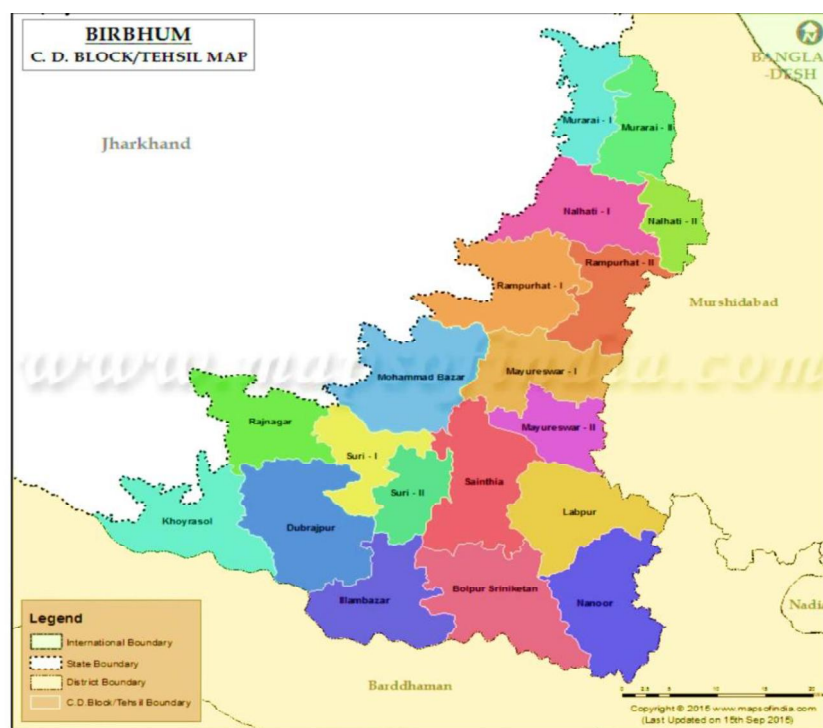 BIRBHUM
C. D. BLOCK/TEHSIL MAP
N
BANGLA
-DESH
Jharkhand
Murarai - I
Murarai - II
Nalhati - I
Nalhati - II
Rampurhat - II
Rampurhat - I
Murshidabad
www.mapsofindia.com
Mayureswar - I
Mohammad Bazar
Rajnagar
Mayureswar - II
Suri - I
Sainthia
Suri - II
Labpur
Khoyrasol
Dubrajpur
Bolpur Sriniketan
Illambazar
Nanoor
Nadia
Legend
International Boundary
State Boundary
District Boundary
C.D.Block/Tehsil Boundary
Barddhaman
Copyright © 2015 www.mapsofindia.com
(Last Updated on 15th Sep 2015)